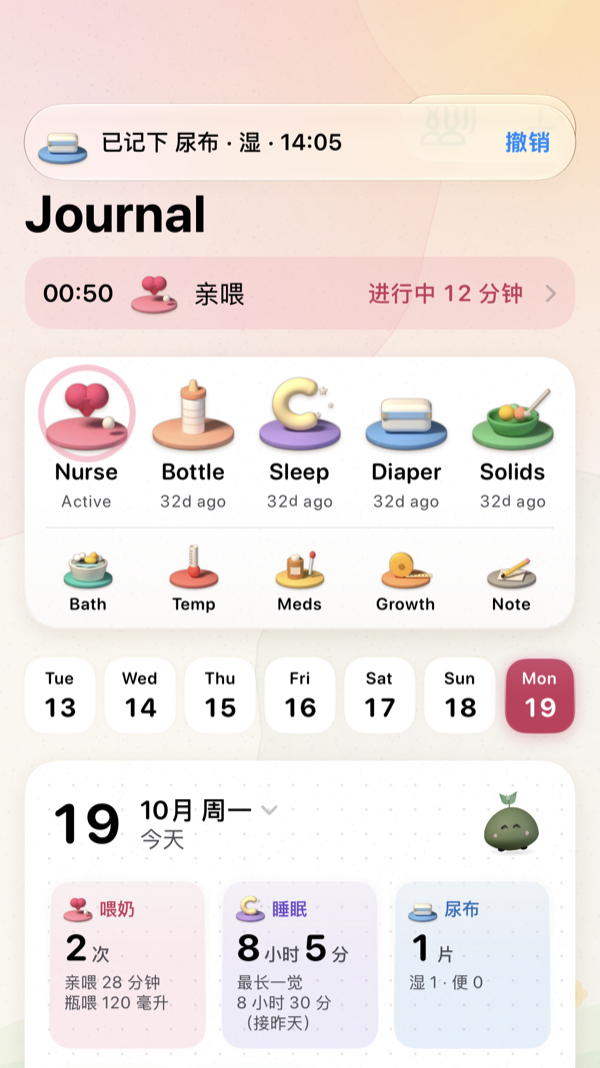 已记下 尿布 · 湿 · 14:05 撤销
Journal
00:50 亲喂 进行中 12 分钟
Nurse Bottle Sleep Diaper Solids
Active 32d ago 32d ago 32d ago 32d ago
Bath Temp Meds Growth Note
Tue Wed Thu Fri Sat Sun Mon
13 14 15 16 17 18 19
19 10月 周一
今天
喂奶
2 次
亲喂 28 分钟
瓶喂 120 毫升
睡眠
8 小时 5 分
最长一觉
8 小时 30 分
（接昨天）
尿布
1 片
湿 1 · 便 0